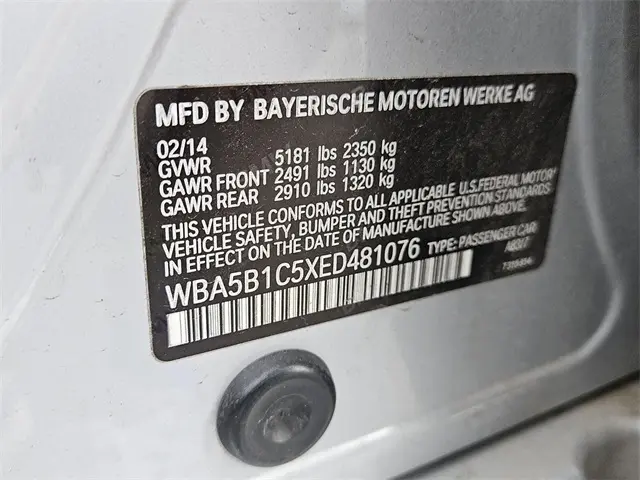 MFD BY BAYERISCHE MOTOREN WERKE AG
02/14
GVWR 5181 lbs 2350 kg
GAWR FRONT 2491 lbs 1130 kg
GAWR REAR 2910 lbs 1320 kg
THIS VEHICLE CONFORMS TO ALL APPLICABLE U.S.FEDERAL MOTOR
VEHICLE SAFETY, BUMPER AND THEFT PREVENTION STANDARDS
IN EFFECT ON THE DATE OF MANUFACTURE SHOWN ABOVE.
WBA5B1C5XED481076 TYPE: PASSENGER CAR